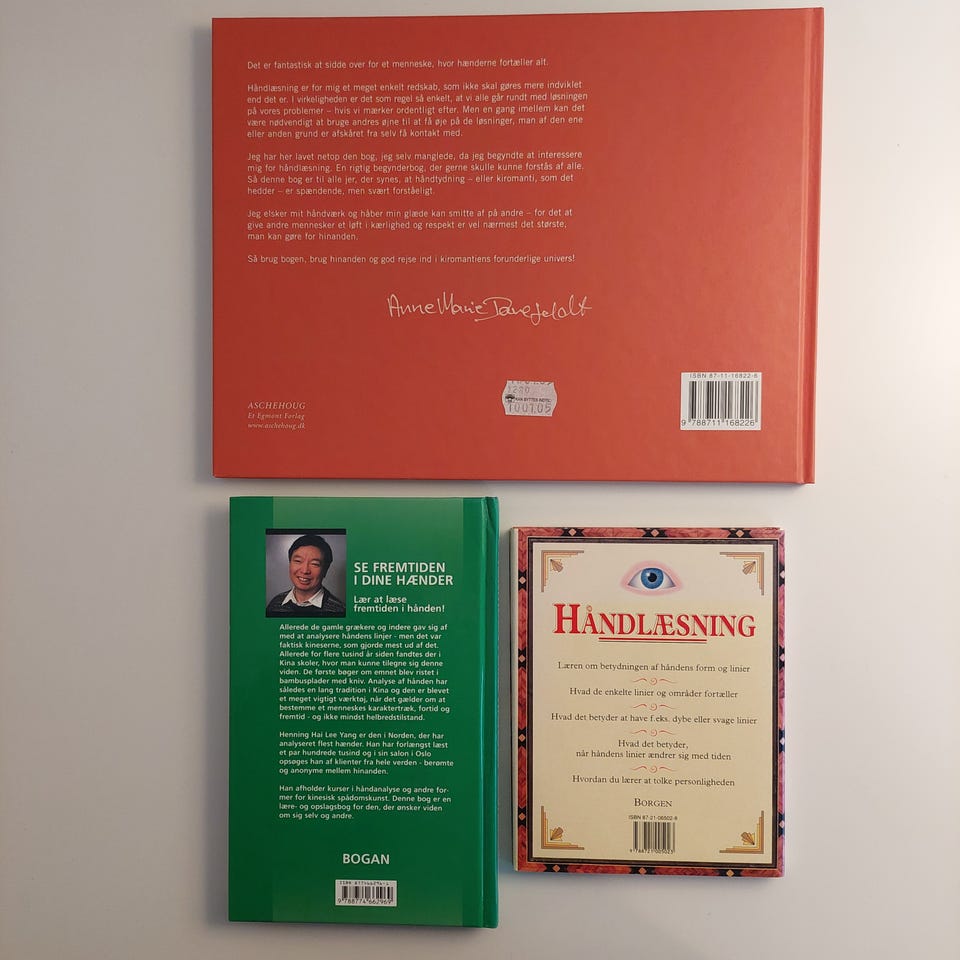 Det er fantastisk at sidde over for et menneske, hvor hænderne fortæller alt.
Håndlæsning er for mig et meget enkelt redskab, som ikke skal gøres mere indviklet
end det er. I virkeligheden er det som regel så enkelt, at vi alle går rundt med løsningen
på vores problemer – hvis vi mærker ordentligt efter. Men en gang imellem kan det
være nødvendigt at bruge andres øjne til at få øje på de løsninger, man af den ene
eller anden grund er afskåret fra selv få kontakt med.
Jeg har her lavet netop den bog, jeg selv manglede, da jeg begyndte at interessere
mig for håndlæsning. En rigtig begynderbog, der gerne skulle kunne forstås af alle.
Så denne bog er til alle jer, der synes, at håndtydning – eller kiromanti, som det
hedder – er spændende, men svært forståeligt.
Jeg elsker mit håndværk og håber min glæde kan smitte af på andre – for det at
give andre mennesker et løft i kærlighed og respekt er vel nærmest det største,
man kan gøre for hinanden.
Så brug bogen, brug hinanden og god rejse ind i kiromantiens forunderlige univers!
Anne Marie Danefeldt
ISBN 87-11-16822-6
9 788711 168226
KAN BYTTES INDTIL
1001.05
ASCHEHOUG
Et Egmont Forlag
www.aschehoug.dk
SE FREMTIDEN
I DINE HÆNDER
Lær at læse
fremtiden i hånden!
Allerede de gamle grækere og indere gav sig af
med at analysere håndens linjer - men det var
faktisk kineserne, som gjorde mest ud af det.
Allerede for flere tusind år siden fandtes der i
Kina skoler, hvor man kunne tilegne sig denne
viden. De første bøger om emnet blev ristet i
bambusplader med kniv. Analyse af hånden har
således en lang tradition i Kina og den er blevet
et meget vigtigt værktøj, når det gælder om at
bestemme et menneskes karaktertræk, fortid og
fremtid - og ikke mindst helbredstilstand.
Henning Hai Lee Yang er den i Norden, der har
analyseret flest hænder. Han har forlængst læst
et par hundrede tusind og i sin salon i Oslo
opsøges han af klienter fra hele verden - berømte
og anonyme mellem hinanden.
Han afholder kurser i håndanalyse og andre for-
mer for kinesisk spådomskunst. Denne bog er en
lære- og opslagsbog for den, der ønsker viden
om sig selv og andre.
BOGAN
9 788774 662969
HÅNDLÆSNING
Læren om betydningen af håndens form og linier
Hvad de enkelte linier og områder fortæller
Hvad det betyder at have f.eks. dybe eller svage linier
Hvad det betyder,
når håndens linier ændrer sig med tiden
Hvordan du lærer at tolke personligheden
BORGEN
ISBN 87-21-00502-8
9 788721 005023